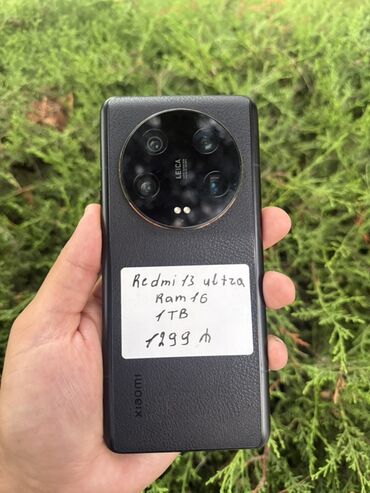 LEICA
Redmi 13 ultra
Ram 16
1TB
1299 ₼
xiaomi